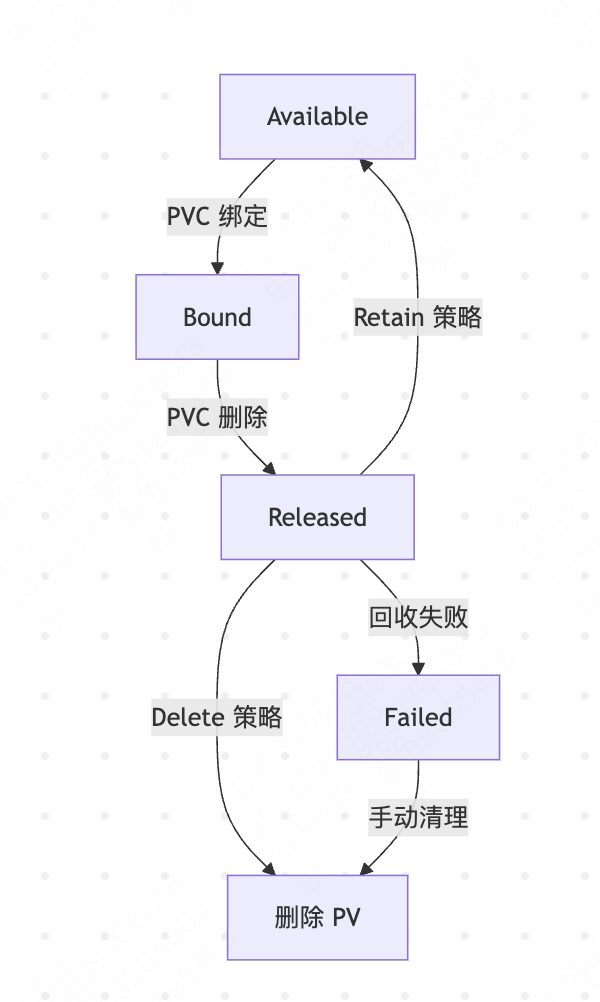 Available
PVC 绑定
Bound
Retain 策略
PVC 删除
Released
回收失败
Delete 策略
Failed
手动清理
删除 PV